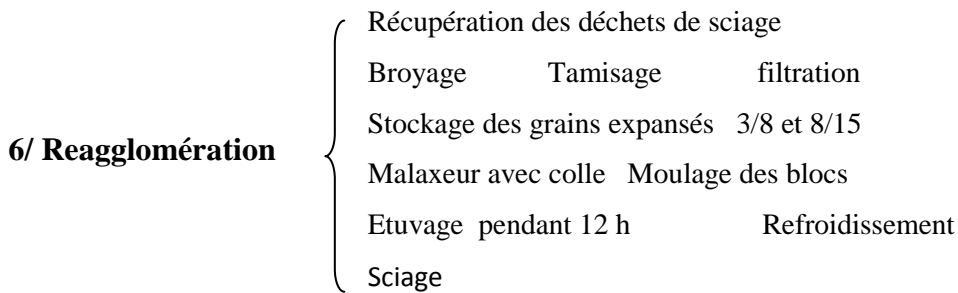 Récupération des déchets de sciage
Broyage Tamisage filtration
Stockage des grains expansés 3/8 et 8/15
6/ Reagglomération
Malaxeur avec colle Moulage des blocs
Etuvage pendant 12 h Refroidissement
Sciage